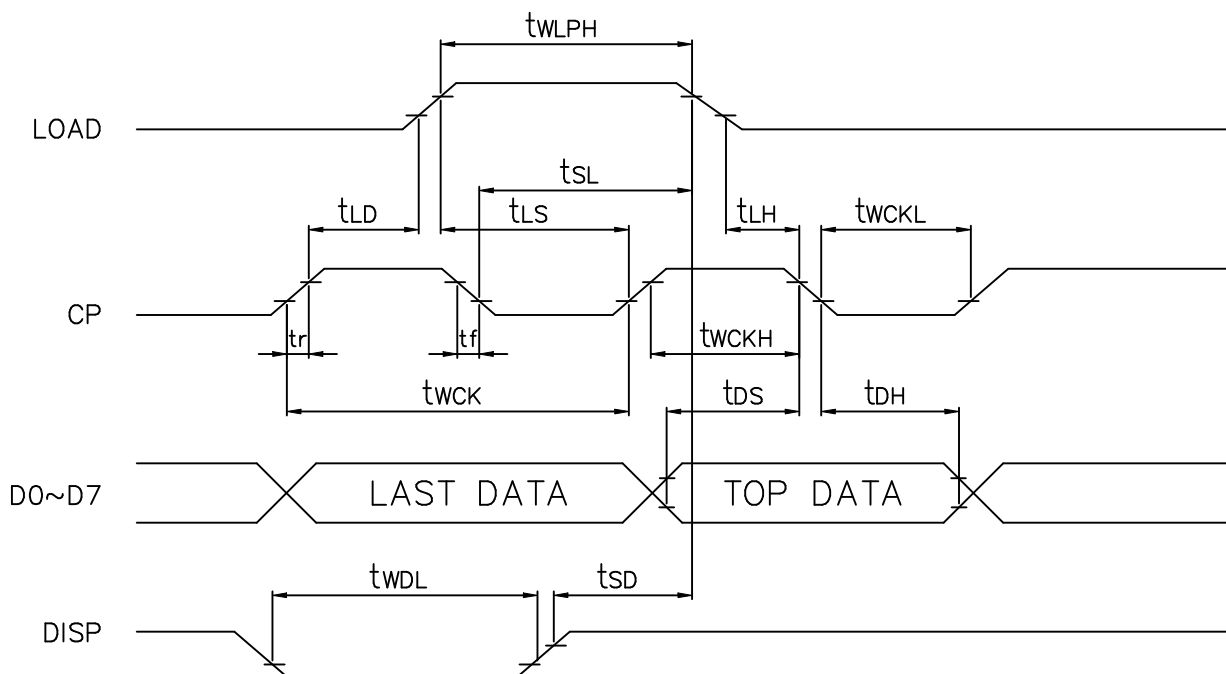 tWLPH
LOAD
tSL
tLD
tLS
tLH
tWCKL
CP
tr
tf
tWCKH
tWCK
tDS
tDH
D0~D7
LAST DATA
TOP DATA
tWDL
tSD
DISP